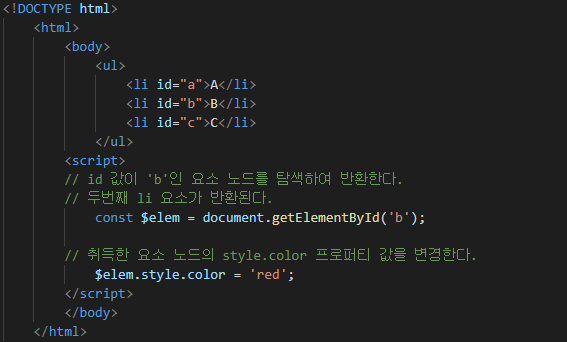 <!DOCTYPE html>
<html>
<body>
<ul>
<li id="a">A</li>
<li id="b">B</li>
<li id="c">C</li>
</ul>
<script>
// id 값이 'b'인 요소 노드를 탐색하여 반환한다.
// 두번째 li 요소가 반환된다.
const $elem = document.getElementById('b');
// 취득한 요소 노드의 style.color 프로퍼티 값을 변경한다.
$elem.style.color = 'red';
</script>
</body>
</html>